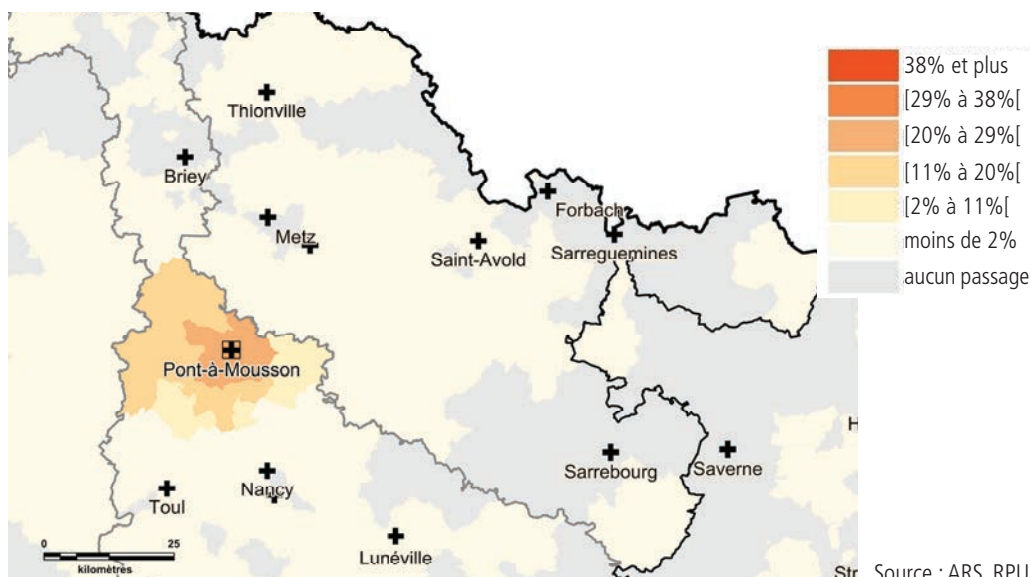 38% et plus
[29% à 38%[
[20% à 29%[
[11% à 20%[
[2% à 11%[
moins de 2%
aucun passage
Thionville
Briey
Forbach
Metz
Saint-Avold
Sarreguemines
Pont-à-Mousson
H
Sarrebourg
Saverne
Nancy
Toul
Lunéville
0 25
kilomètres
Str
Source : ARS, RPU